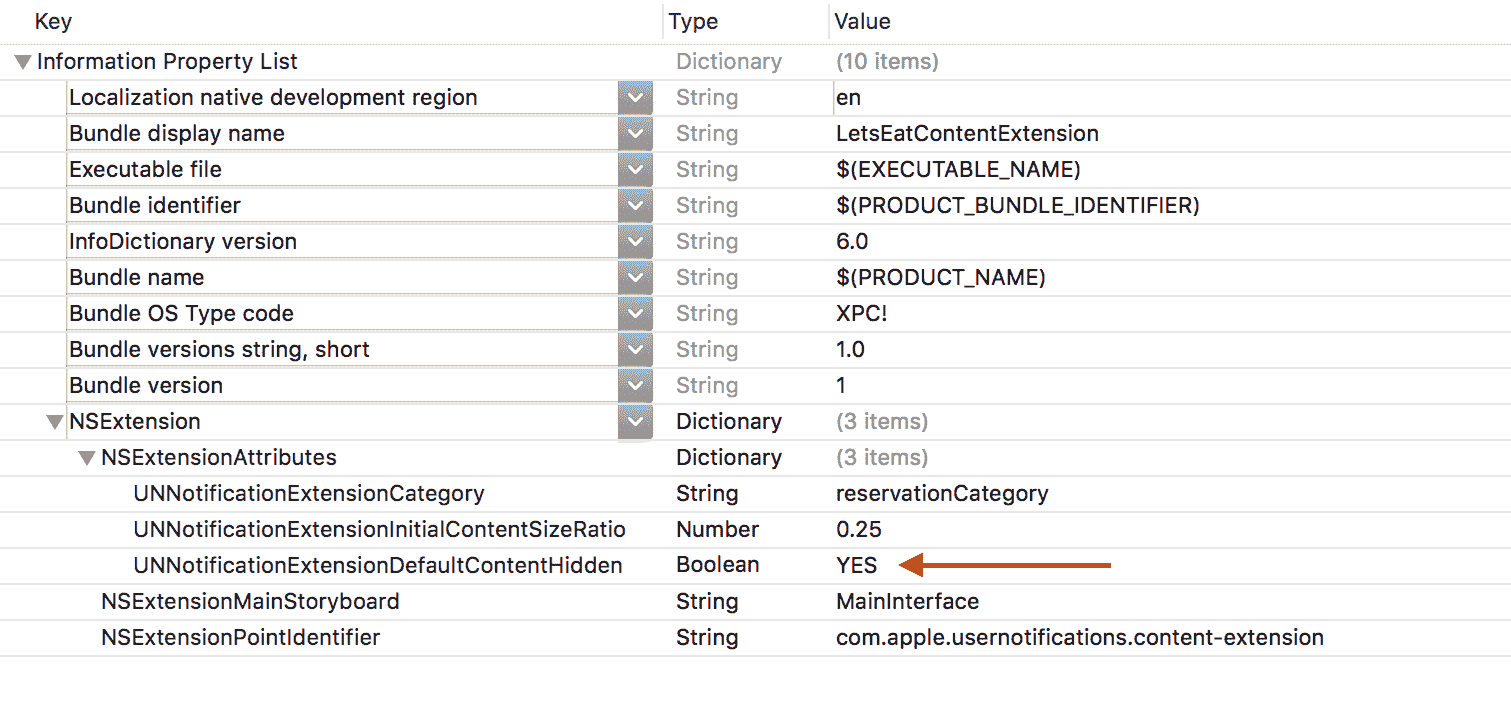 Key Type Value
Information Property List Dictionary (10 items)
Localization native development region String en
Bundle display name String LetsEatContentExtension
Executable file String $(EXECUTABLE_NAME)
Bundle identifier String $(PRODUCT_BUNDLE_IDENTIFIER)
InfoDictionary version String 6.0
Bundle name String $(PRODUCT_NAME)
Bundle OS Type code String XPC!
Bundle versions string, short String 1.0
Bundle version String 1
NSExtension Dictionary (3 items)
NSExtensionAttributes Dictionary (3 items)
UNNotificationExtensionCategory String reservationCategory
UNNotificationExtensionInitialContentSizeRatio Number 0.25
UNNotificationExtensionDefaultContentHidden Boolean YES
NSExtensionMainStoryboard String MainInterface
NSExtensionPointIdentifier String com.apple.usernotifications.content-extension